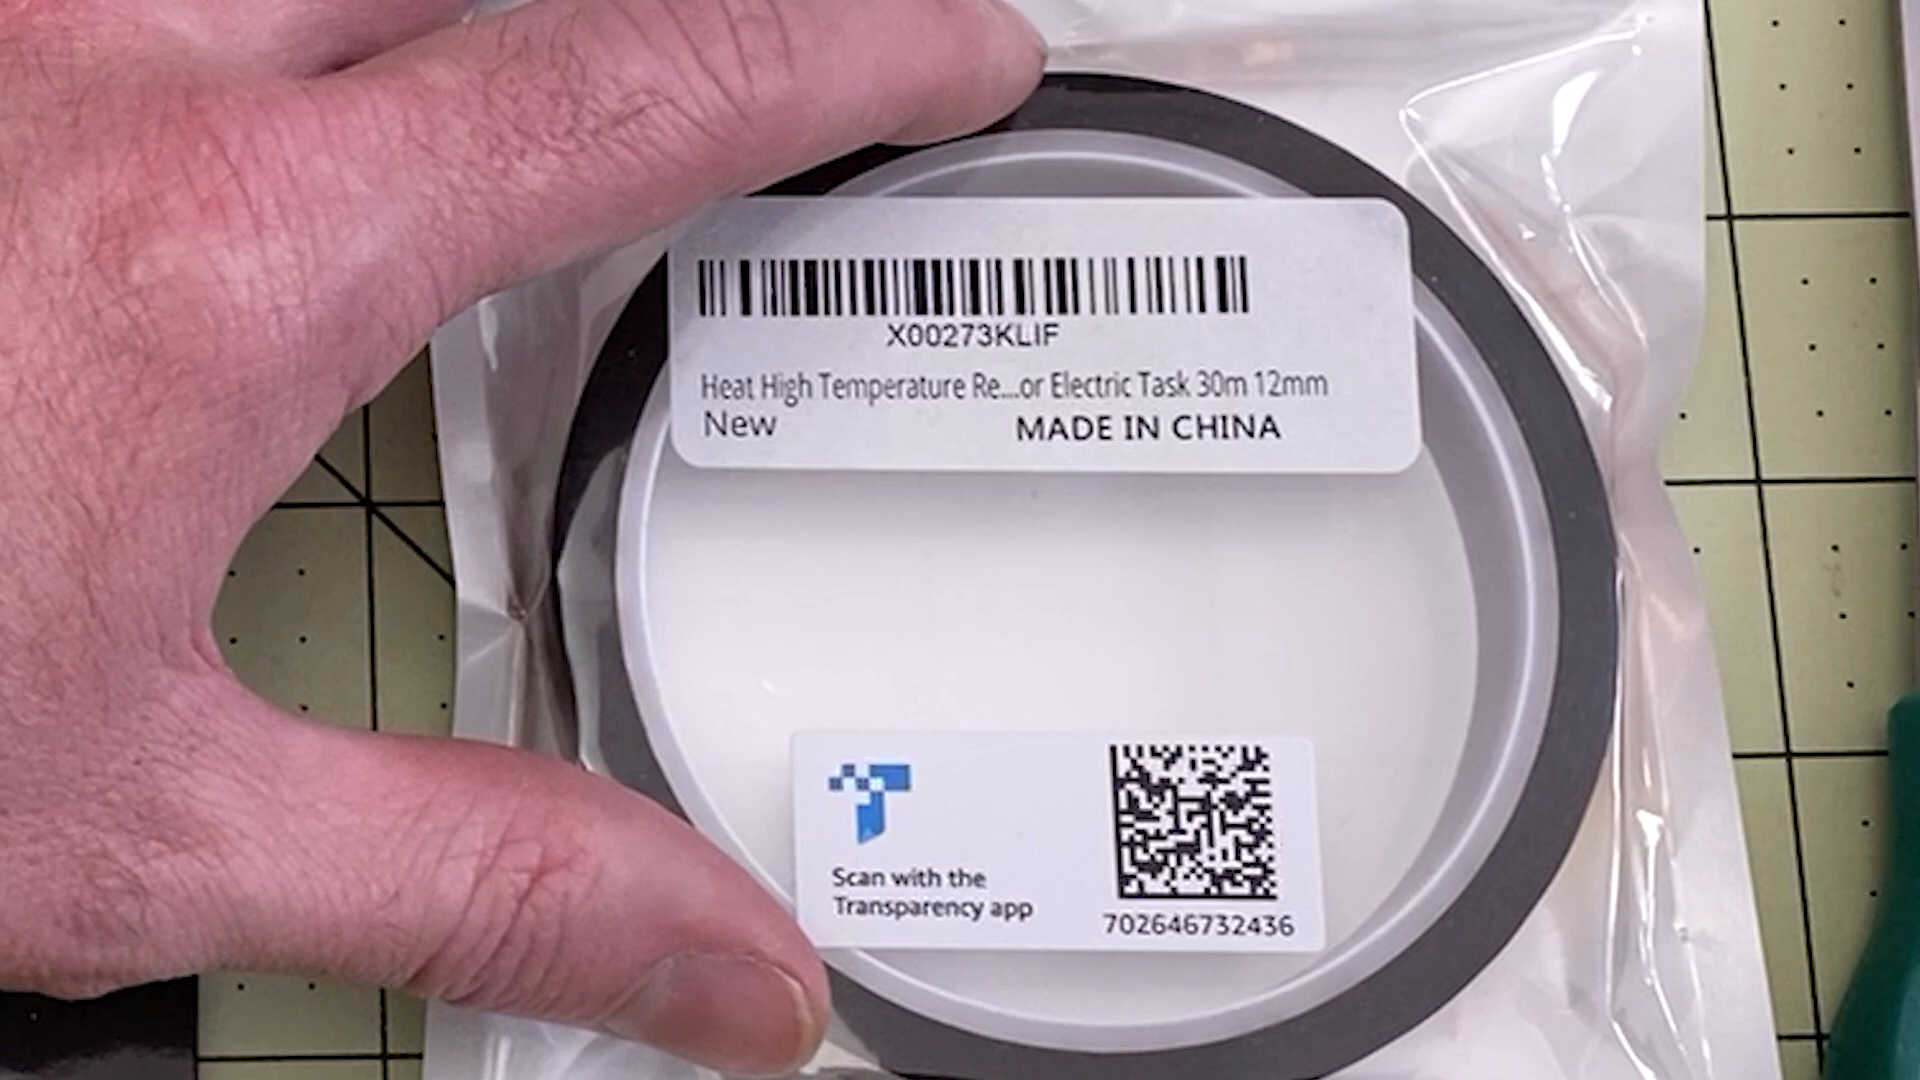 X00273KLIF
Heat High Temperature Re...or Electric Task 30m 12mm
New MADE IN CHINA
Scan with the
Transparency app
702646732436